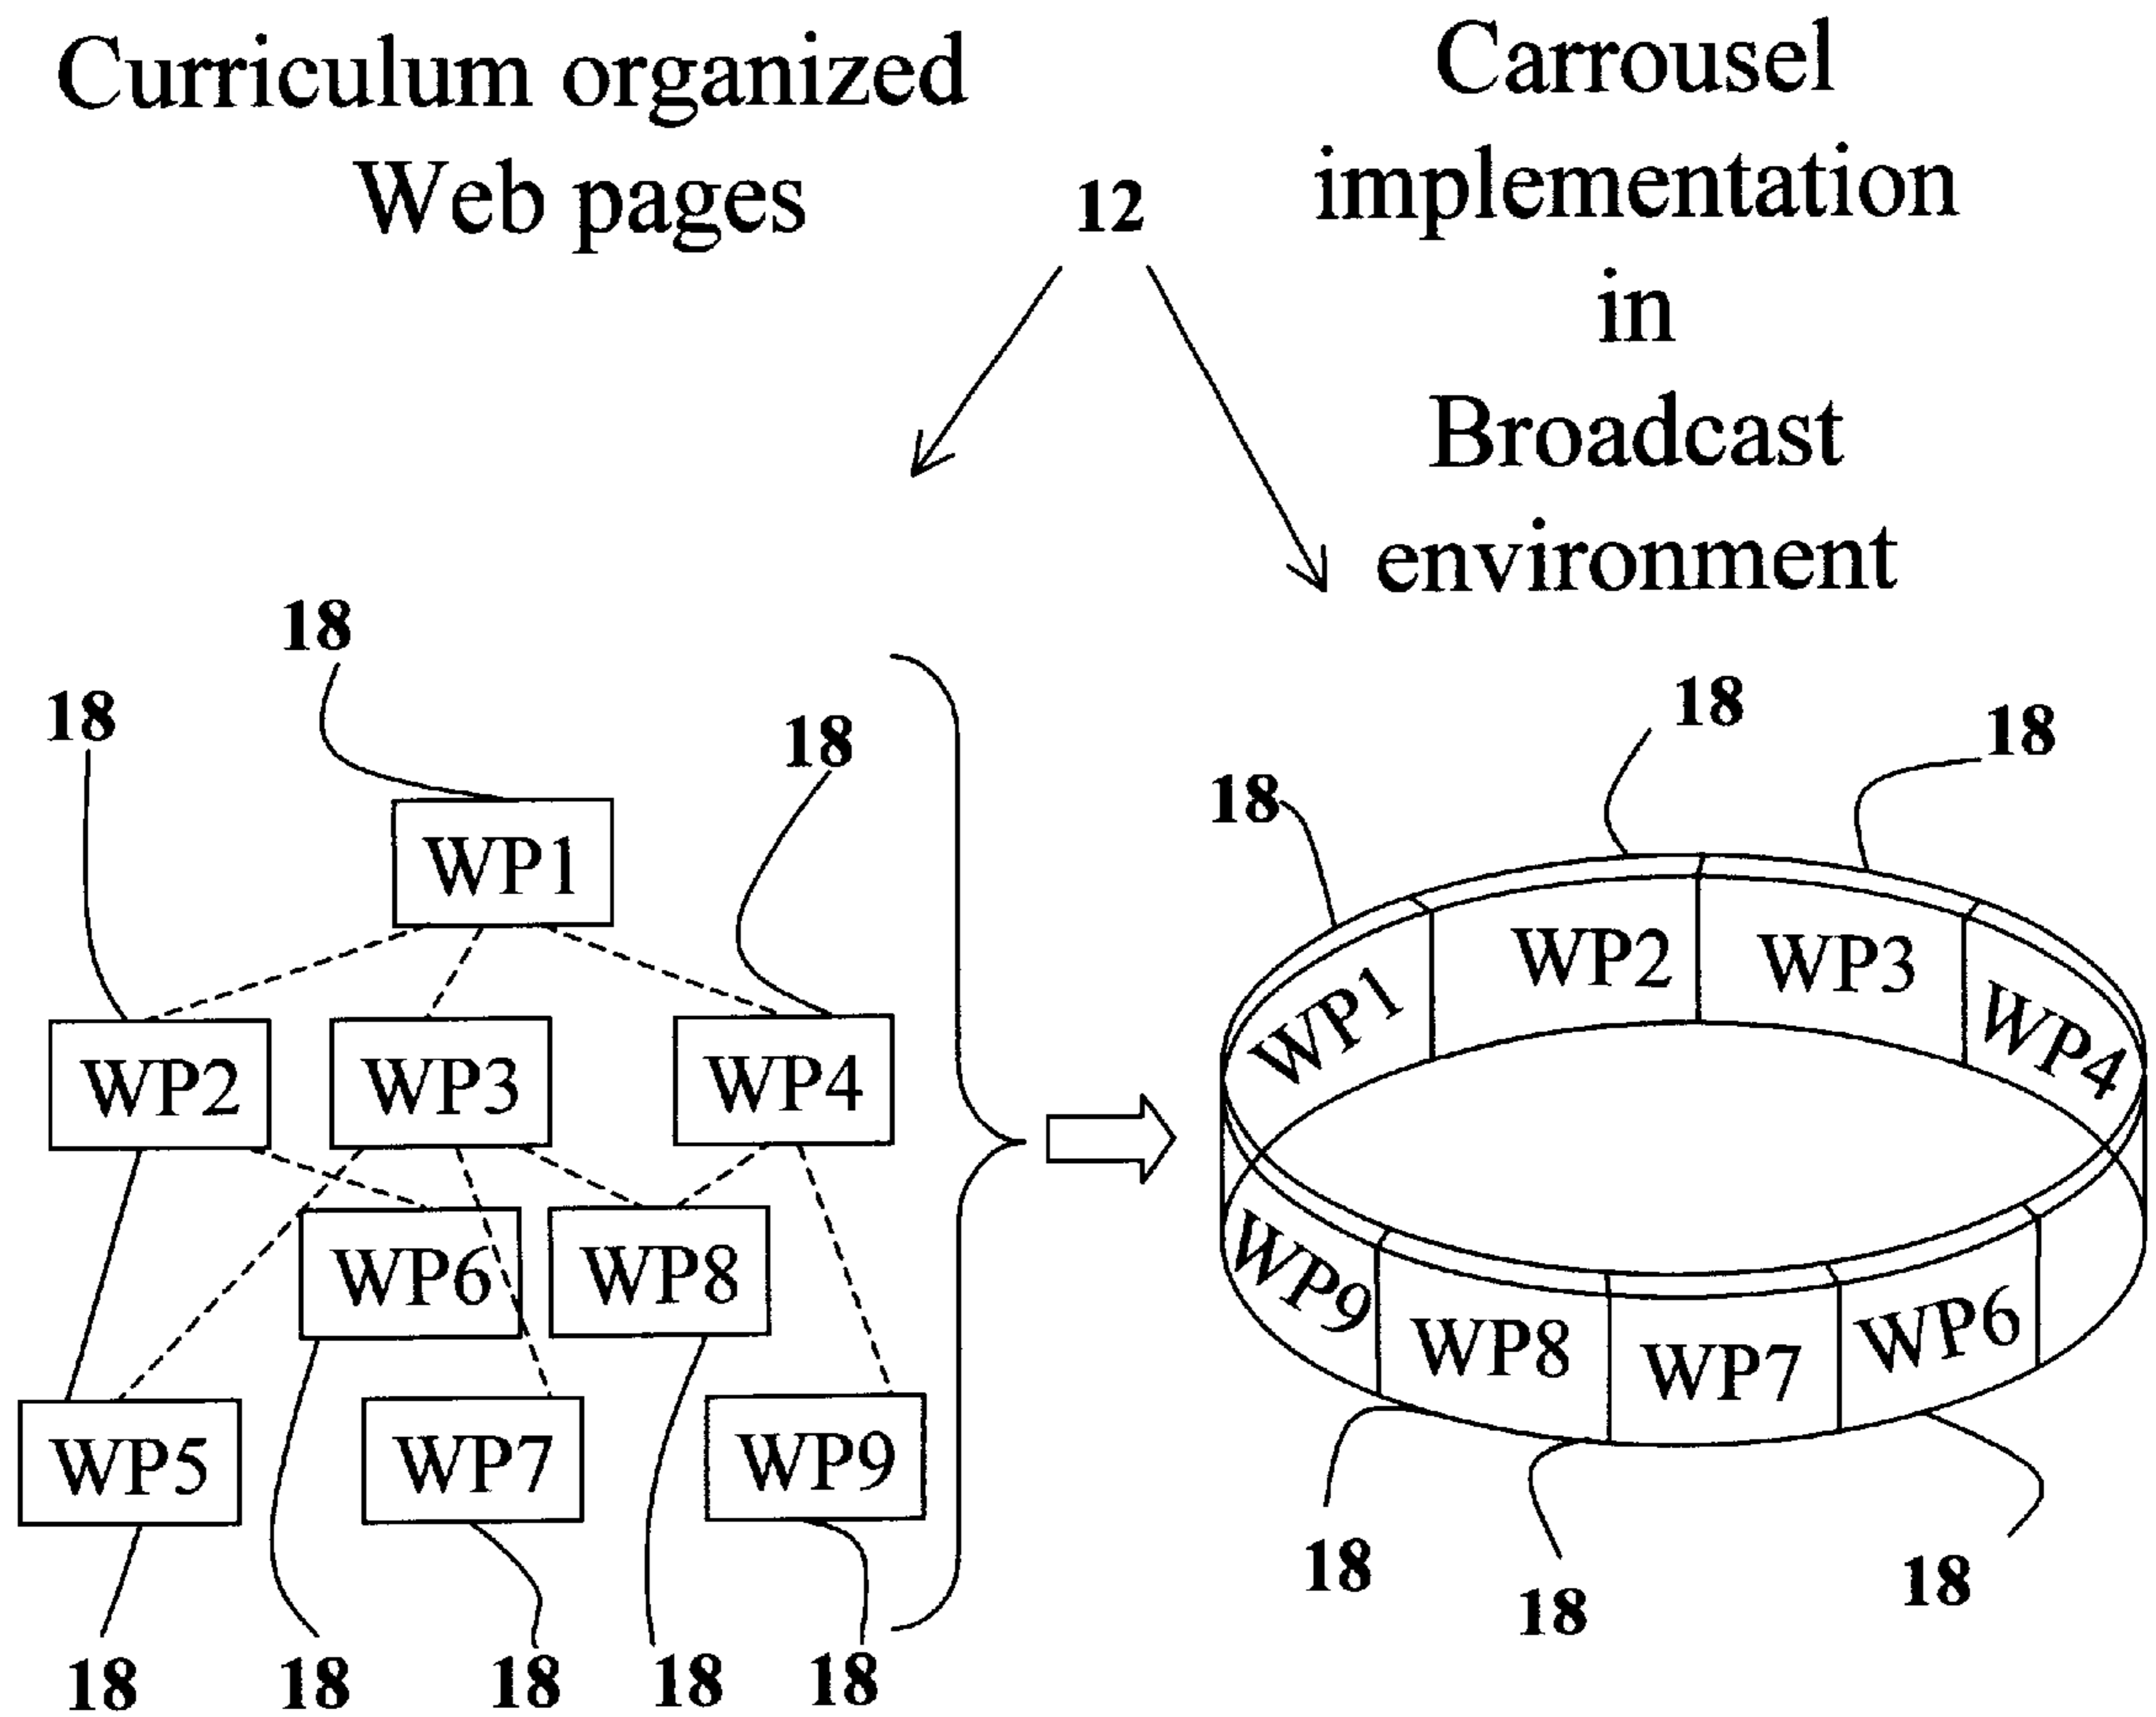 Curriculum organized
Web pages
12
Carrousel
implementation
in
Broadcast
environment
18
18
18
WP1
WP2
WP3
WP4
WP6
WP8
WP5
WP7
WP9
18
18
18
18
18
18
18
18
WP1
WP2
WP3
WP4
WP9
WP8
WP7
WP6
18
18
18